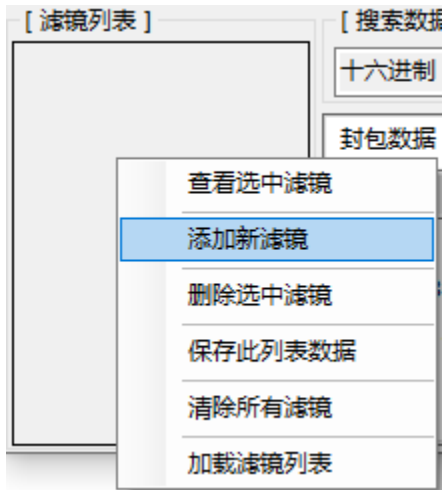 [ 滤镜列表 ]
[ 搜索数据
十六进制
封包数据
查看选中滤镜
添加新滤镜
删除选中滤镜
保存此列表数据
清除所有滤镜
加载滤镜列表